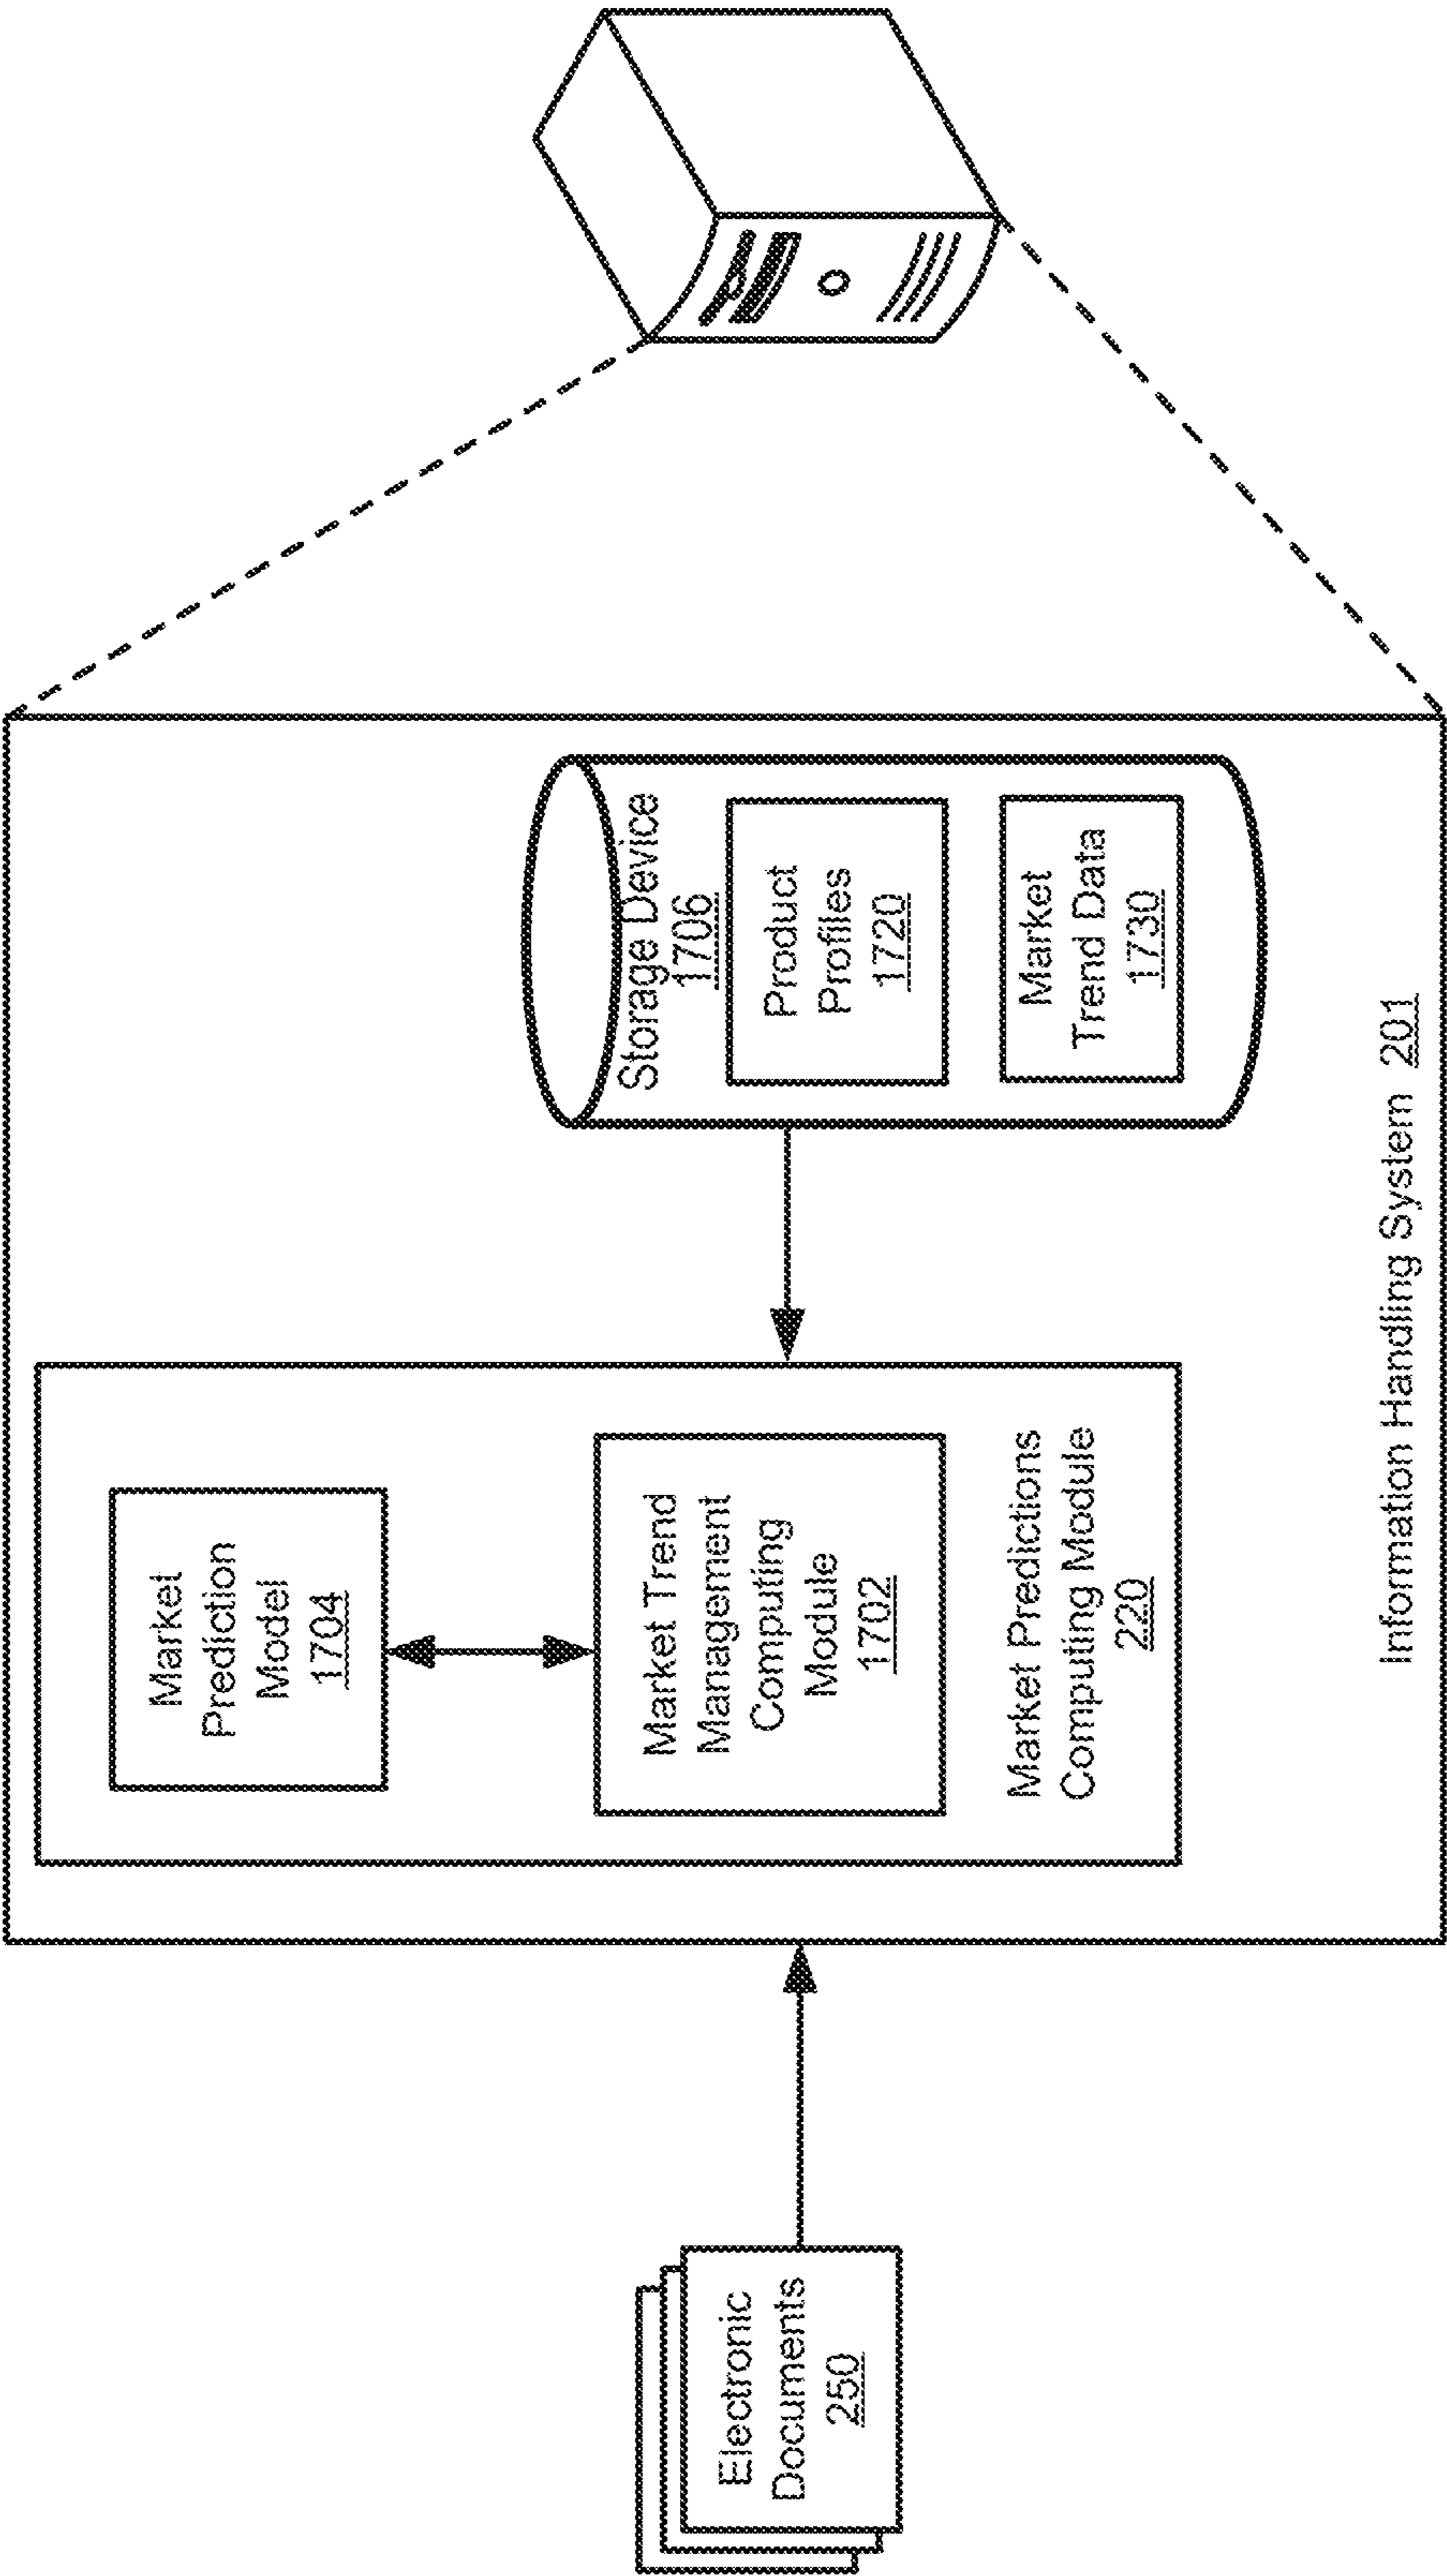 Electronic
Documents
250
Market
Prediction
Model
1704
Market Trend
Management
Computing
Module
1702
Market Predictions
Computing Module
220
Storage Device
1706
Product
Profiles
1720
Market
Trend Data
1730
Information Handling System 201